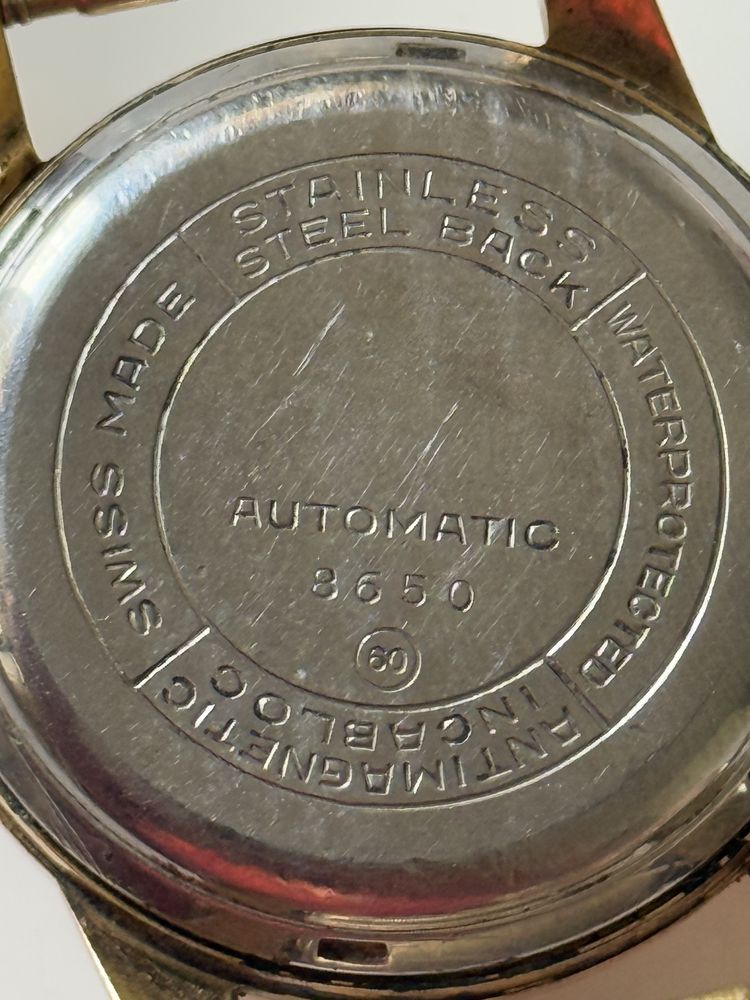 STAINLESS
STEEL BACK
WATERPROTECTED
ANTIMAGNETIC
INCABLOC
SWISS MADE
AUTOMATIC
8650
60